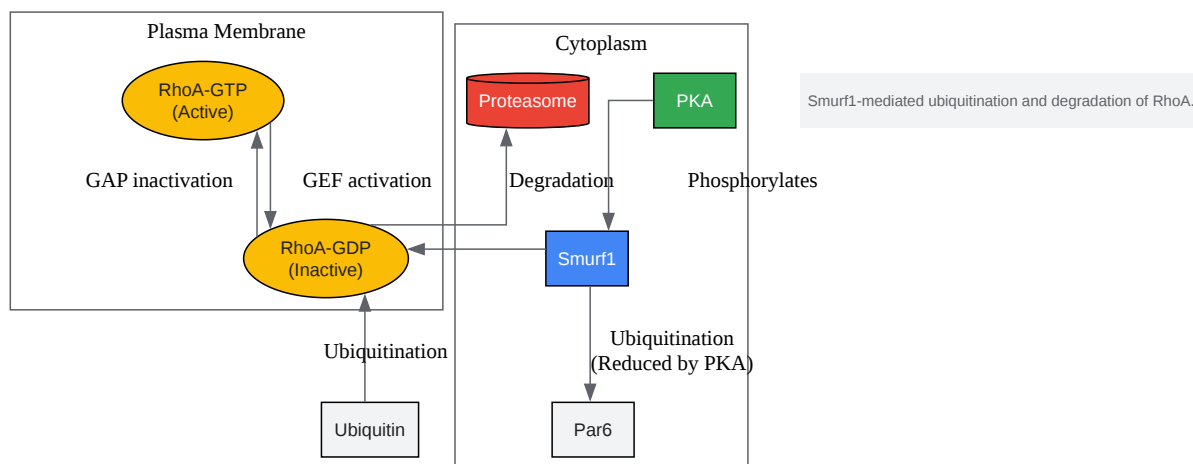 Plasma Membrane
Cytoplasm
RhoA-GTP
(Active)
Proteasome
PKA
Smurf1-mediated ubiquitination and degradation of RhoA.
GAP inactivation
GEF activation
Degradation
Phosphorylates
RhoA-GDP
(Inactive)
Smurf1
Ubiquitination
Ubiquitination
(Reduced by PKA)
Ubiquitin
Par6